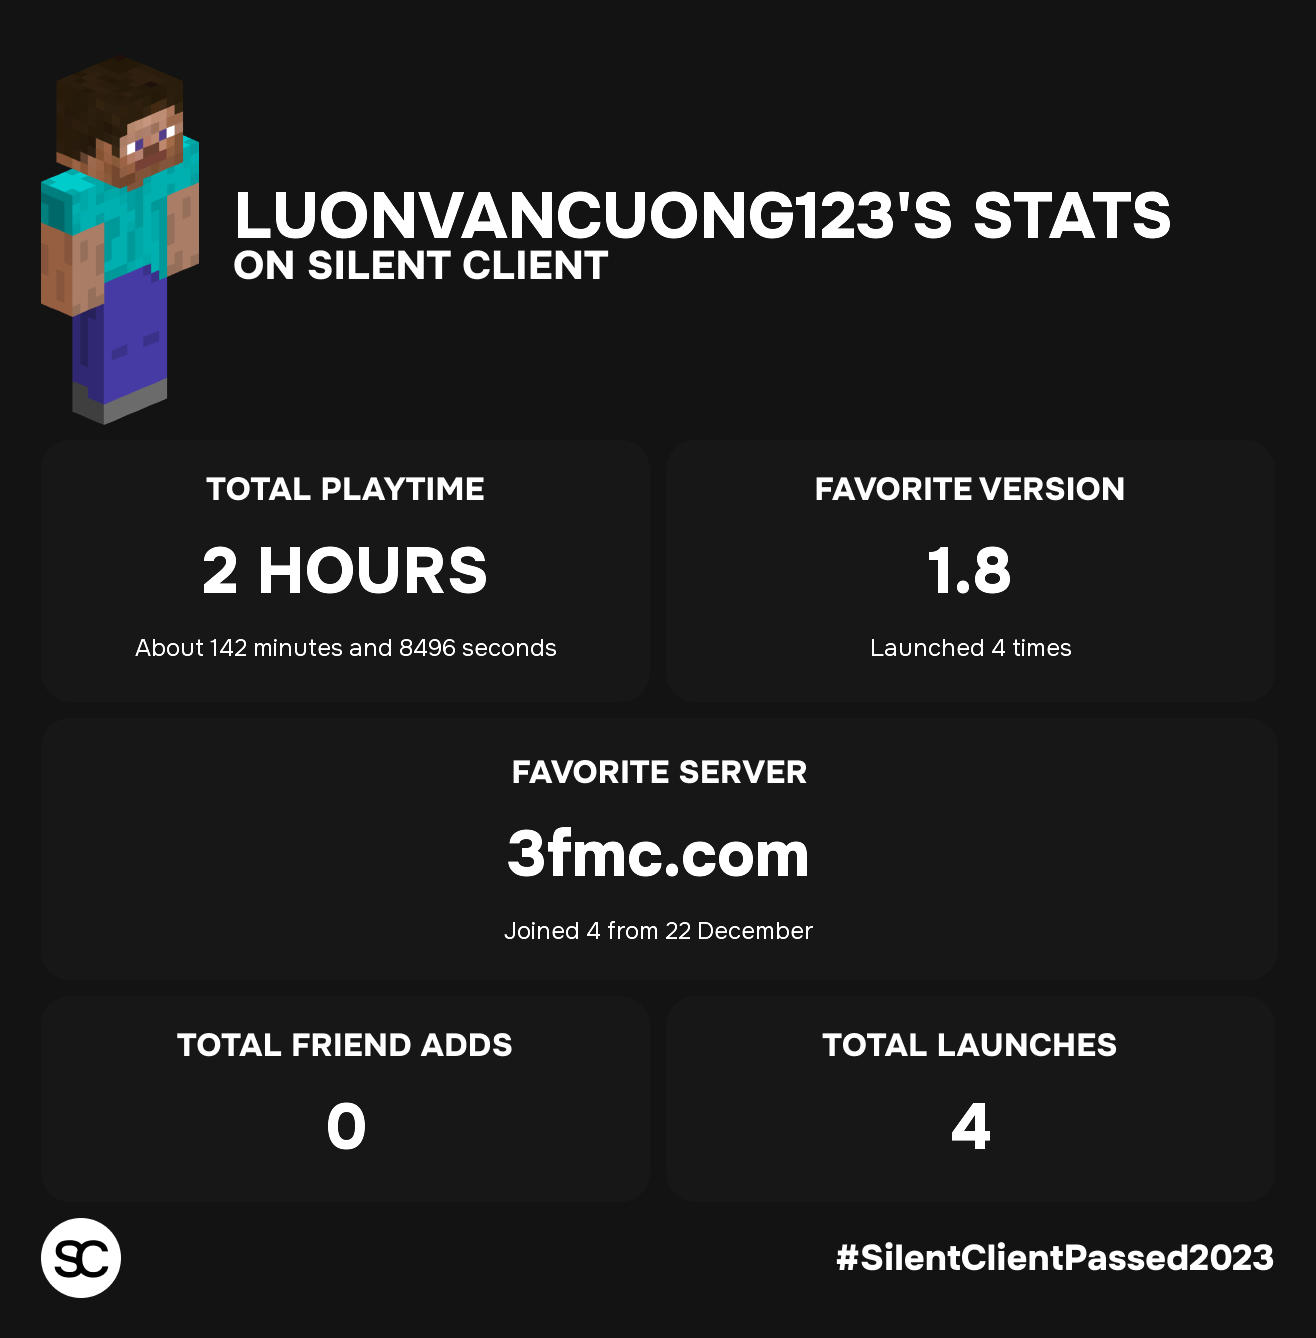 LUONVANCUONG123'S STATS
ON SILENT CLIENT
TOTAL PLAYTIME
2 HOURS
About 142 minutes and 8496 seconds
FAVORITE VERSION
1.8
Launched 4 times
FAVORITE SERVER
3fmc.com
Joined 4 from 22 December
TOTAL FRIEND ADDS
0
TOTAL LAUNCHES
4
SC
#SilentClientPassed2023